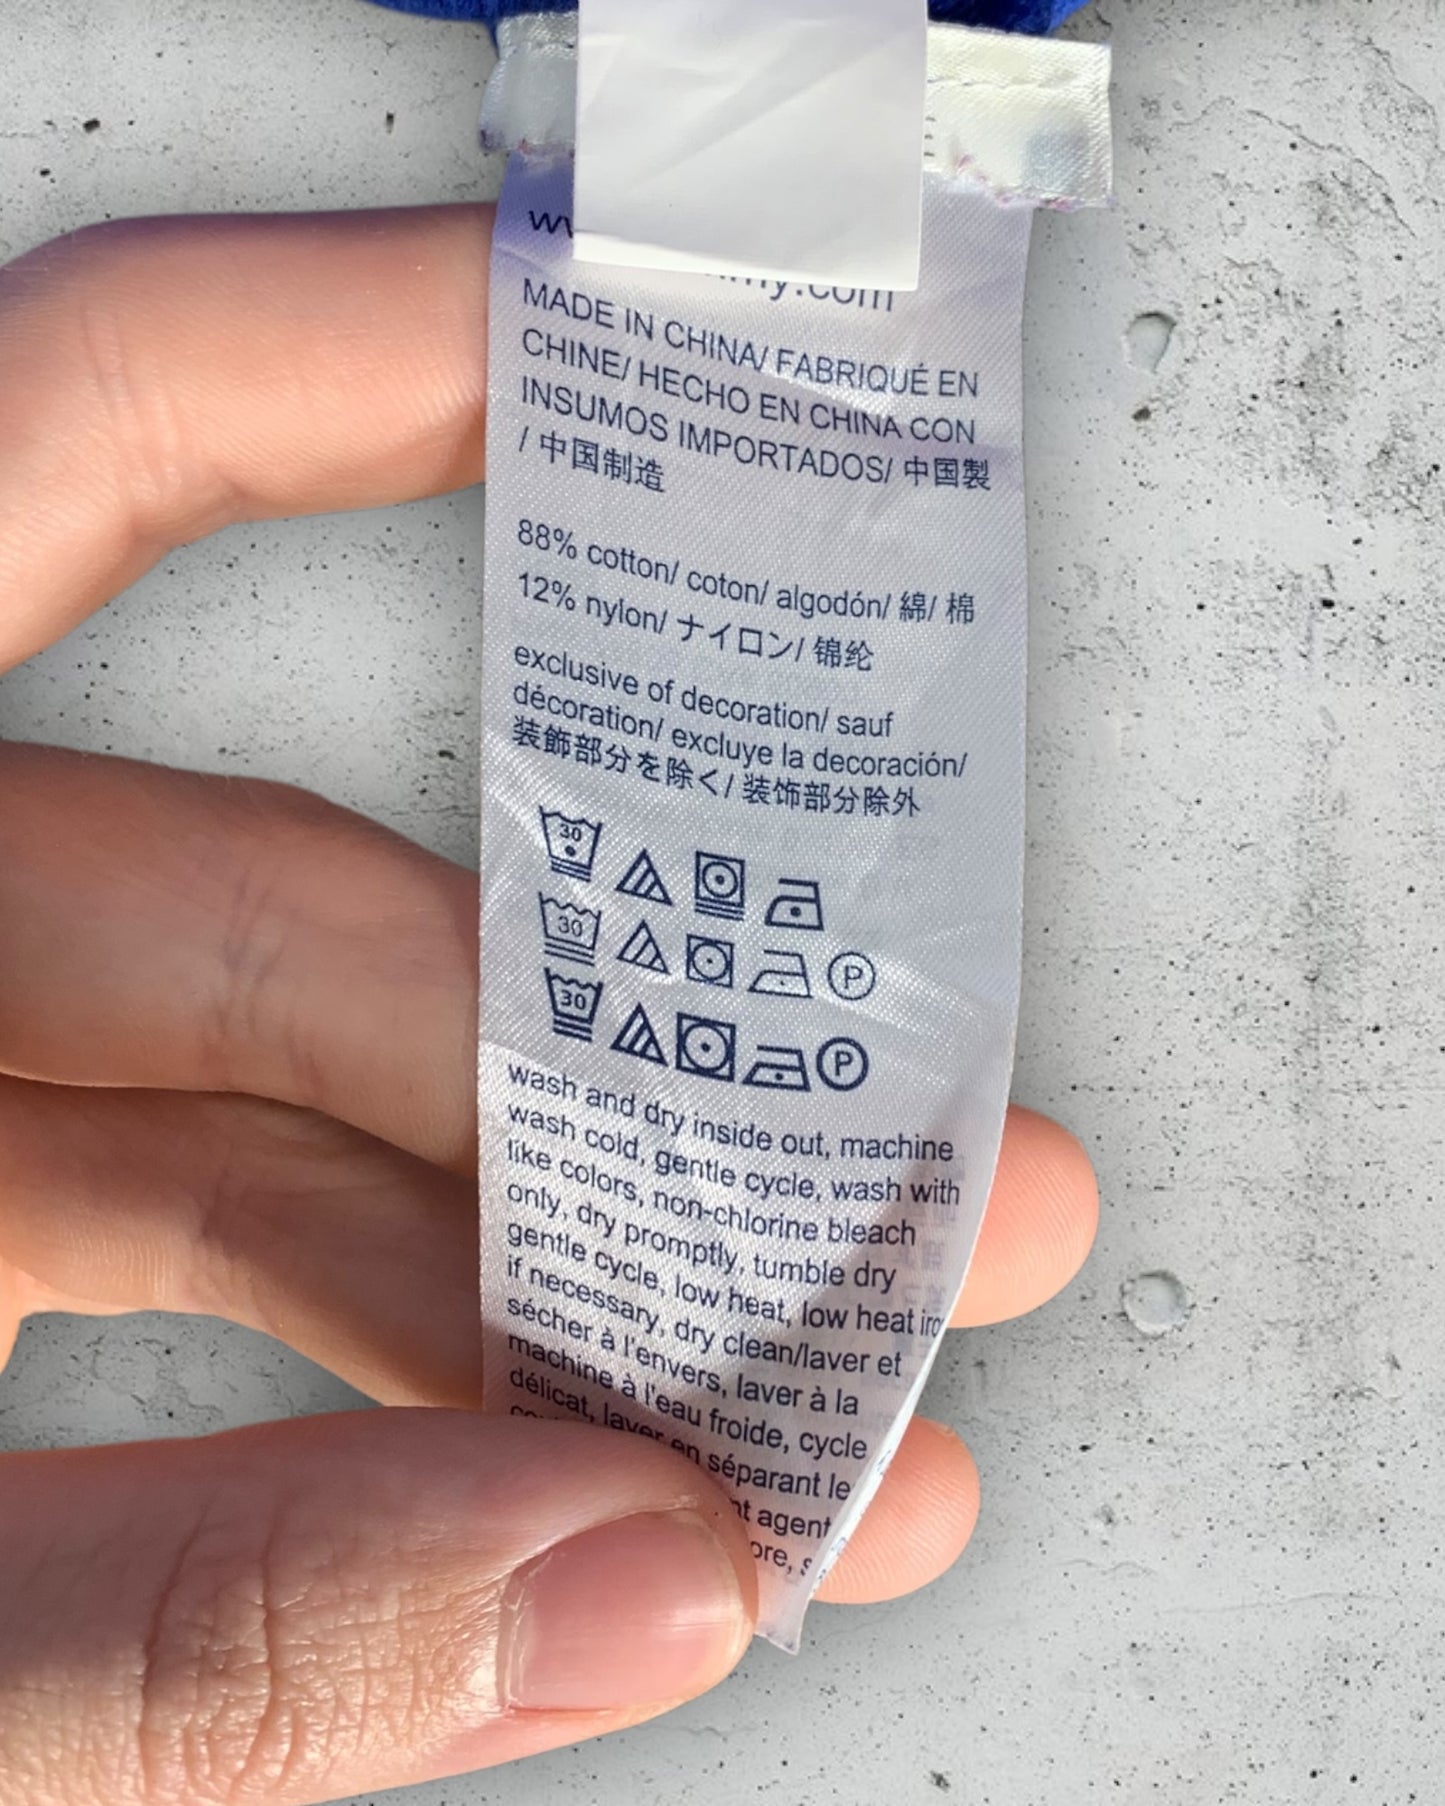 .com
MADE IN CHINA/ FABRIQUÉ EN
CHINE/ HECHO EN CHINA CON
INSUMOS IMPORTADOS/ 中国製
/ 中国制造
88% cotton/ coton/ algodón/ 綿/ 棉
12% nylon/ ナイロン/ 锦纶
exclusive of decoration/ sauf
décoration/ excluye la decoración/
装飾部分を除く/ 装饰部分除外
30
30 P
30 P
wash and dry inside out, machine
wash cold, gentle cycle, wash with
like colors, non-chlorine bleach
only, dry promptly, tumble dry
gentle cycle, low heat, low heat
if necessary, dry clean/laver et
sécher à l'envers, laver à la
machine à l'eau froide, cycle
délicat, laver en séparant
agent